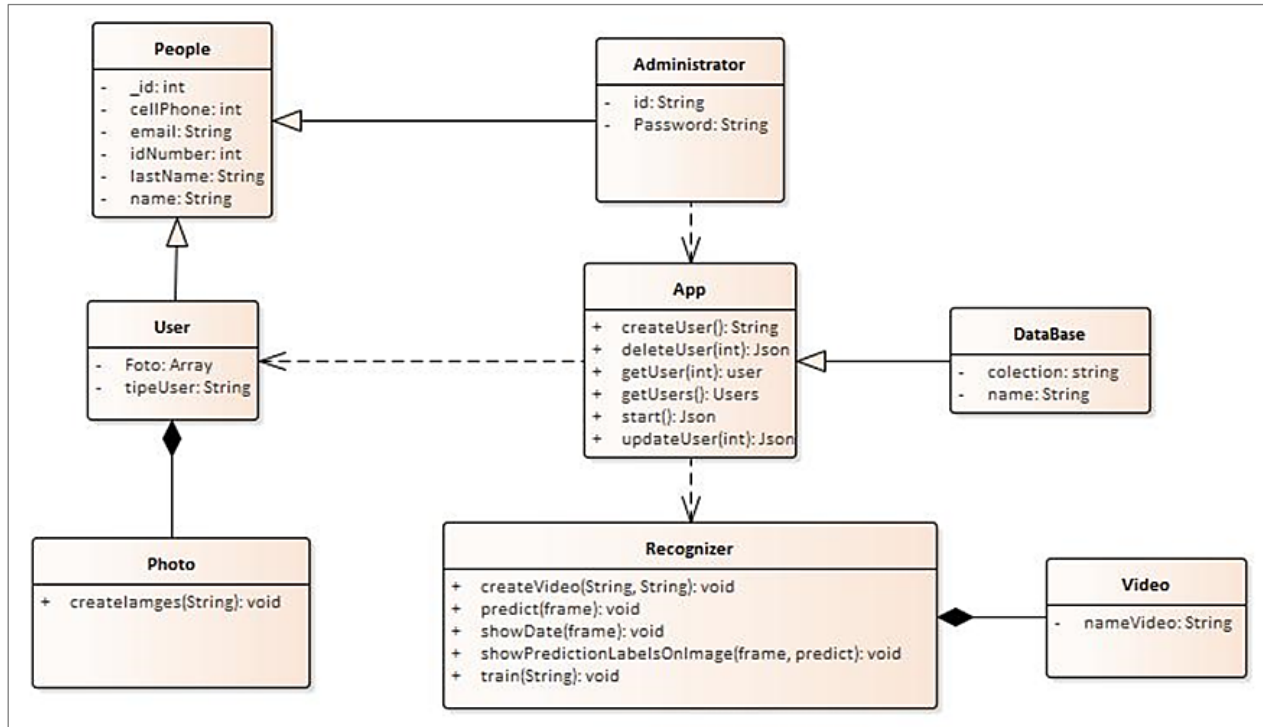 People
- _id: int
- cellPhone: int
- email: String
- idNumber: int
- lastName: String
- name: String
Administrator
- id: String
- Password: String
User
- Foto: Array
- tipeUser: String
App
+ createUser(): String
+ deleteUser(int): Json
+ getUser(int): user
+ getUsers(): Users
+ start(): Json
+ updateUser(int): Json
DataBase
- colection: string
- name: String
Photo
+ createIamges(String): void
Recognizer
+ createVideo(String, String): void
+ predict(frame): void
+ showDate(frame): void
+ showPredictionLabelsOnImage(frame, predict): void
+ train(String): void
Video
- nameVideo: String